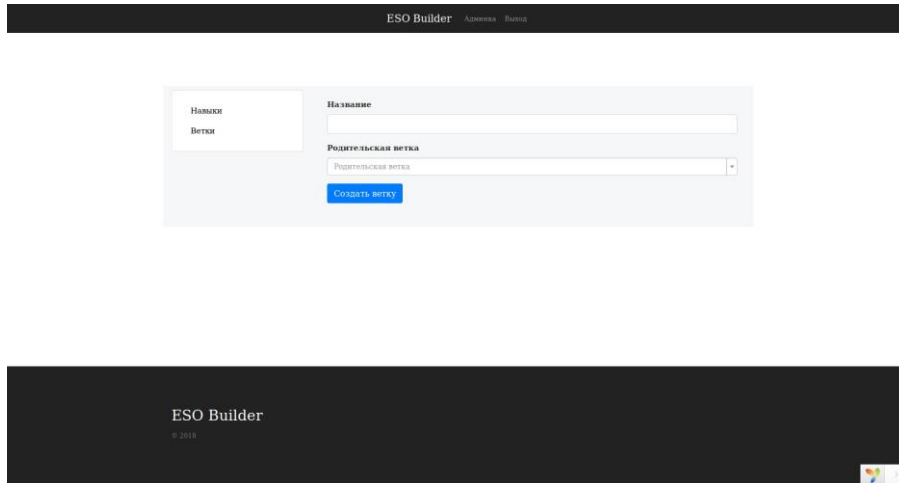 ESO Builder Админка Выход
Навыки
Ветки
Название
Родительская ветка
Родительская ветка
Создать ветку
ESO Builder
© 2018